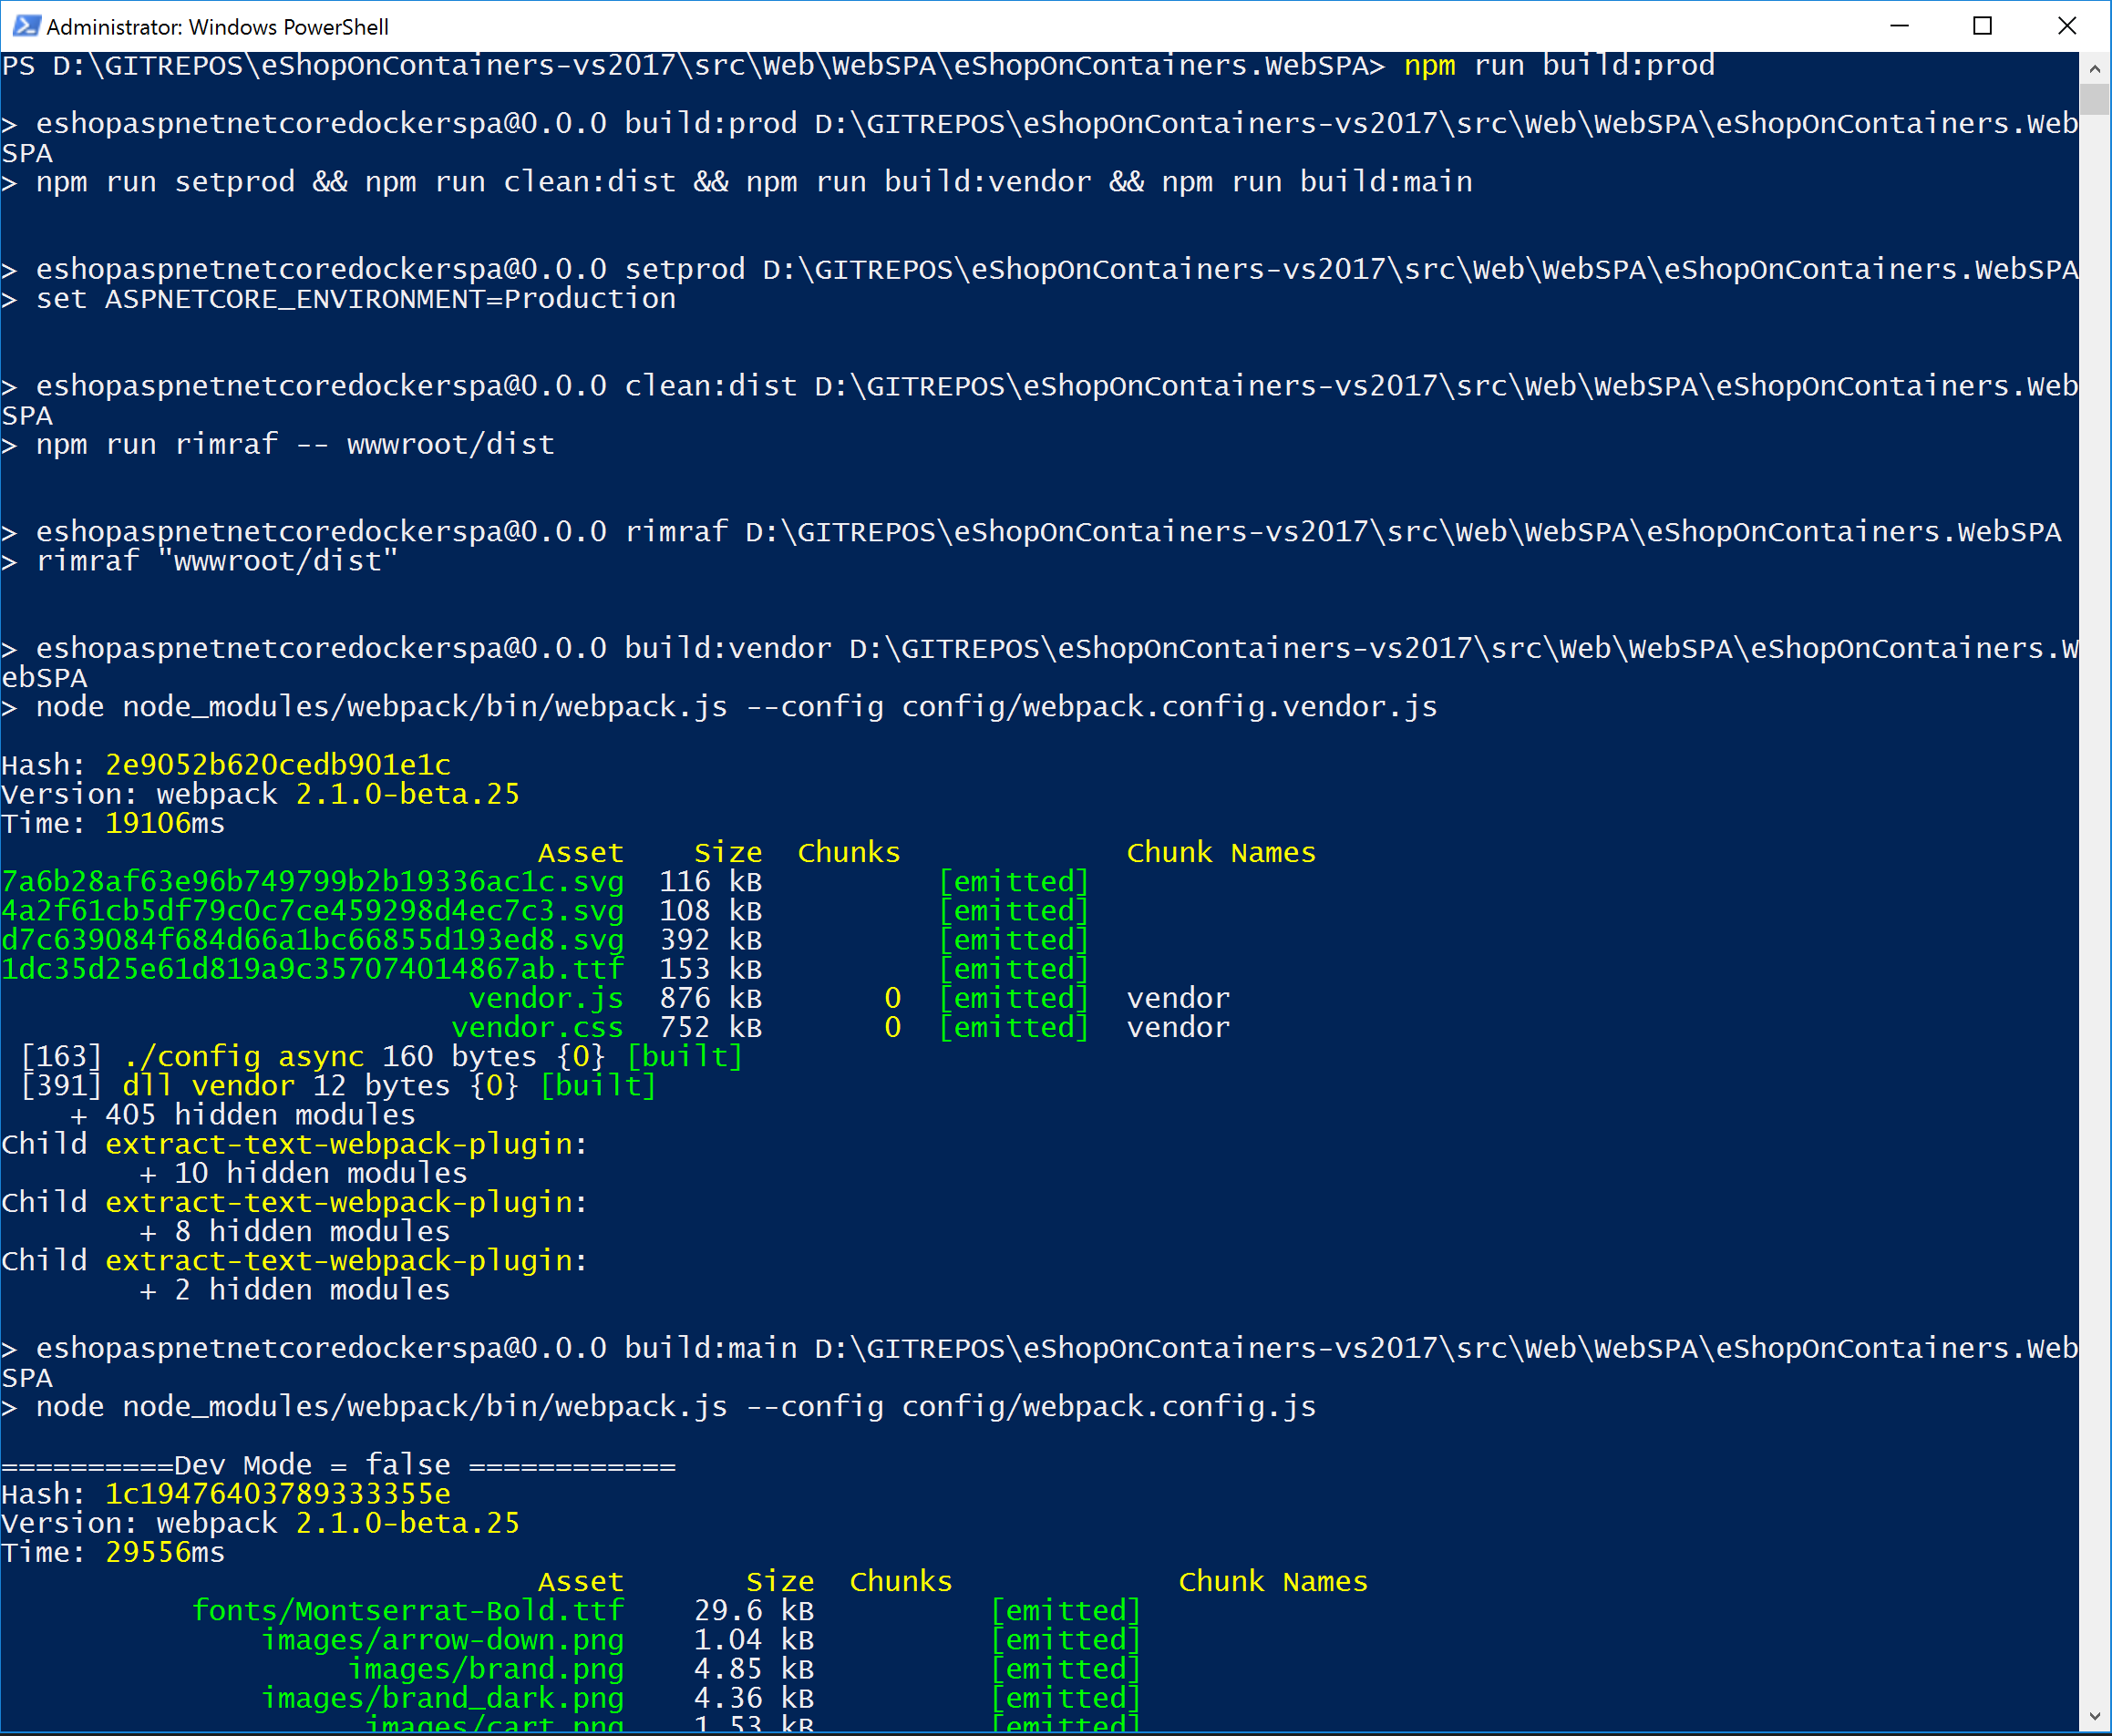 Administrator: Windows PowerShell
PS D:\GITREPOS\eShopOnContainers-vs2017\src\Web\WebSPA\eShopOnContainers.WebSPA> npm run build:prod
> eshopaspnetnetcoredockerspa@0.0.0 build:prod D:\GITREPOS\eShopOnContainers-vs2017\src\Web\WebSPA\eShopOnContainers.Web
SPA
> npm run setprod && npm run clean:dist && npm run build:vendor && npm run build:main
> eshopaspnetnetcoredockerspa@0.0.0 setprod D:\GITREPOS\eShopOnContainers-vs2017\src\Web\WebSPA\eShopOnContainers.WebSPA
> set ASPNETCORE_ENVIRONMENT=Production
> eshopaspnetnetcoredockerspa@0.0.0 clean:dist D:\GITREPOS\eShopOnContainers-vs2017\src\Web\WebSPA\eShopOnContainers.Web
SPA
> npm run rimraf -- wwwroot/dist
> eshopaspnetnetcoredockerspa@0.0.0 rimraf D:\GITREPOS\eShopOnContainers-vs2017\src\Web\WebSPA\eShopOnContainers.WebSPA
> rimraf "wwwroot/dist"
> eshopaspnetnetcoredockerspa@0.0.0 build:vendor D:\GITREPOS\eShopOnContainers-vs2017\src\Web\WebSPA\eShopOnContainers.W
ebSPA
> node node_modules/webpack/bin/webpack.js --config config/webpack.config.vendor.js
Hash: 2e9052b620cedb901e1c
Version: webpack 2.1.0-beta.25
Time: 19106ms
Asset Size Chunks Chunk Names
7a6b28af63e96b749799b2b19336ac1c.svg 116 kB [emitted]
4a2f61cb5df79c0c7ce459298d4ec7c3.svg 108 kB [emitted]
d7c639084f684d66a1bc66855d193ed8.svg 392 kB [emitted]
1dc35d25e61d819a9c357074014867ab.ttf 153 kB [emitted]
vendor.js 876 kB 0 [emitted] vendor
vendor.css 752 kB 0 [emitted] vendor
[163] ./config async 160 bytes {0} [built]
[391] dll vendor 12 bytes {0} [built]
+ 405 hidden modules
Child extract-text-webpack-plugin:
+ 10 hidden modules
Child extract-text-webpack-plugin:
+ 8 hidden modules
Child extract-text-webpack-plugin:
+ 2 hidden modules
> eshopaspnetnetcoredockerspa@0.0.0 build:main D:\GITREPOS\eShopOnContainers-vs2017\src\Web\WebSPA\eShopOnContainers.Web
SPA
> node node_modules/webpack/bin/webpack.js --config config/webpack.config.js
==========Dev Mode = false ============
Hash: 1c19476403789333355e
Version: webpack 2.1.0-beta.25
Time: 29556ms
Asset Size Chunks Chunk Names
fonts/Montserrat-Bold.ttf 29.6 kB [emitted]
images/arrow-down.png 1.04 kB [emitted]
images/brand.png 4.85 kB [emitted]
images/brand_dark.png 4.36 kB [emitted]
images/cart.png 1.53 kB [emitted]